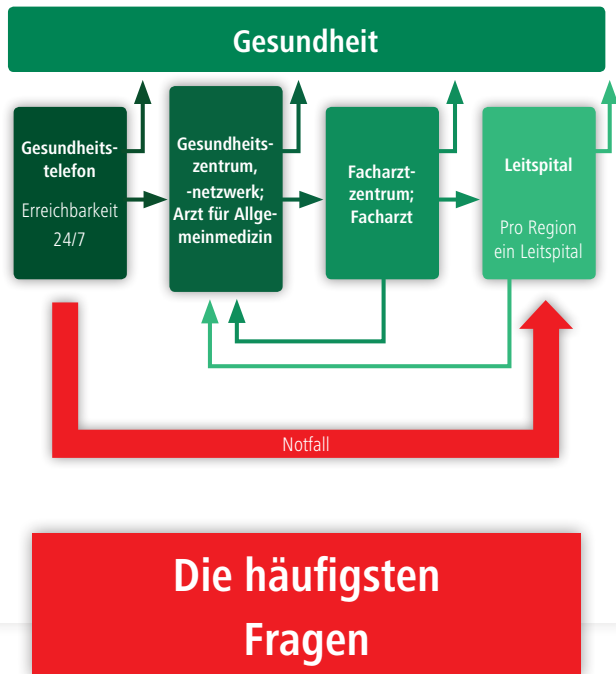 Gesundheit
Gesundheits-
telefon
Erreichbarkeit
24/7
Gesundheits-
zentrum,
-netzwerk;
Arzt für Allge-
meinmedizin
Facharzt-
zentrum;
Facharzt
Leitspital
Pro Region
ein Leitspital
Notfall
Die häufigsten
Fragen